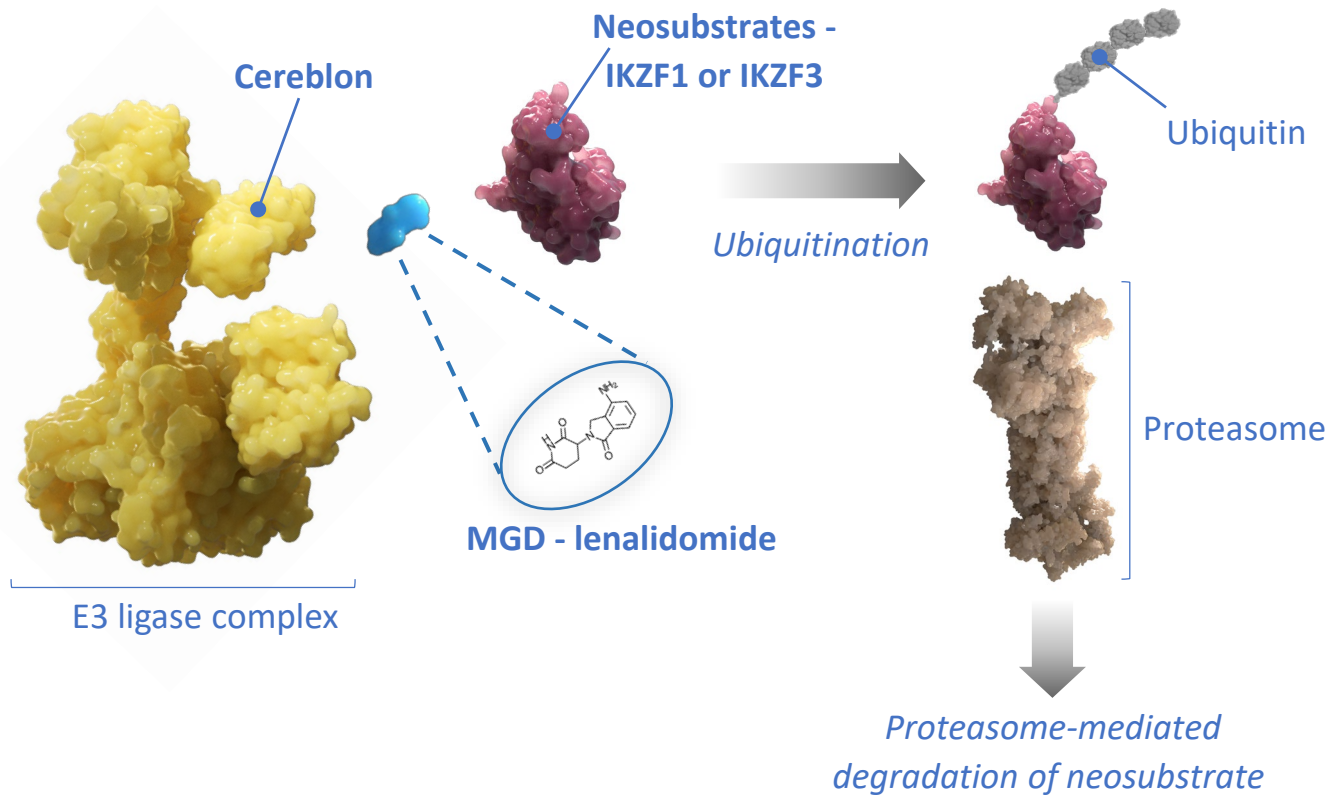 Neosubstrates -
IKZF1 or IKZF3
Cereblon
Ubiquitin
Ubiquitination
NH₂
O
H
N
N
O
O
Proteasome
MGD - lenalidomide
E3 ligase complex
Proteasome-mediated
degradation of neosubstrate